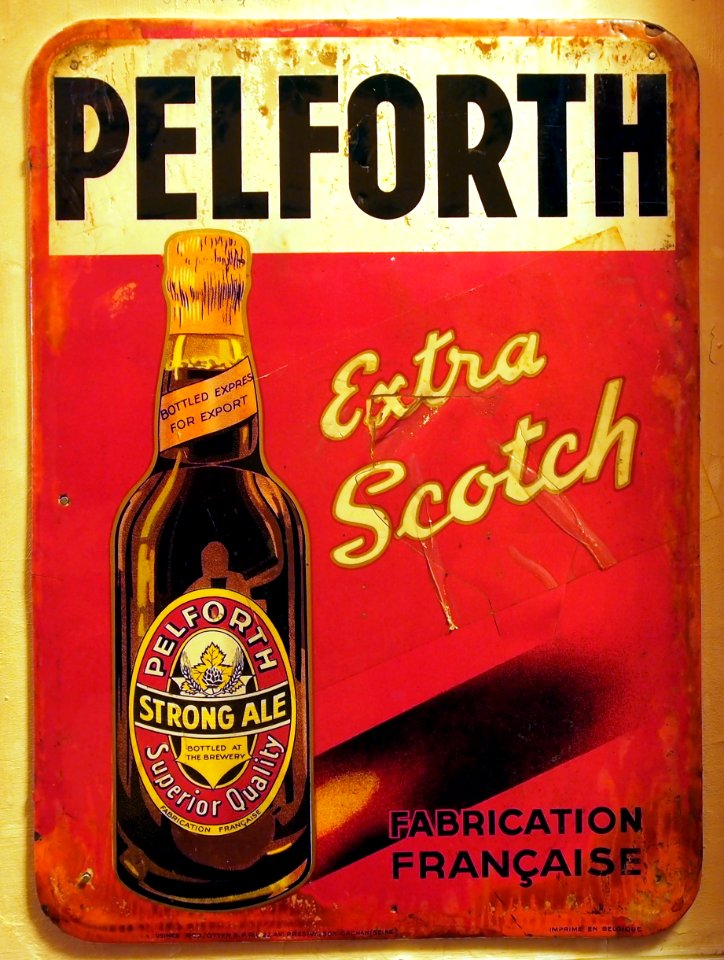 PELFORTH
BOTTLED EXPRES
FOR EXPORT
Extra
Scotch
PELFORTH
STRONG ALE
BOTTLED AT
THE BREWERY
Superior Quality
FABRICATION FRANÇAISE
FABRICATION
FRANÇAISE
IMPRIMÉ EN BELGIQUE